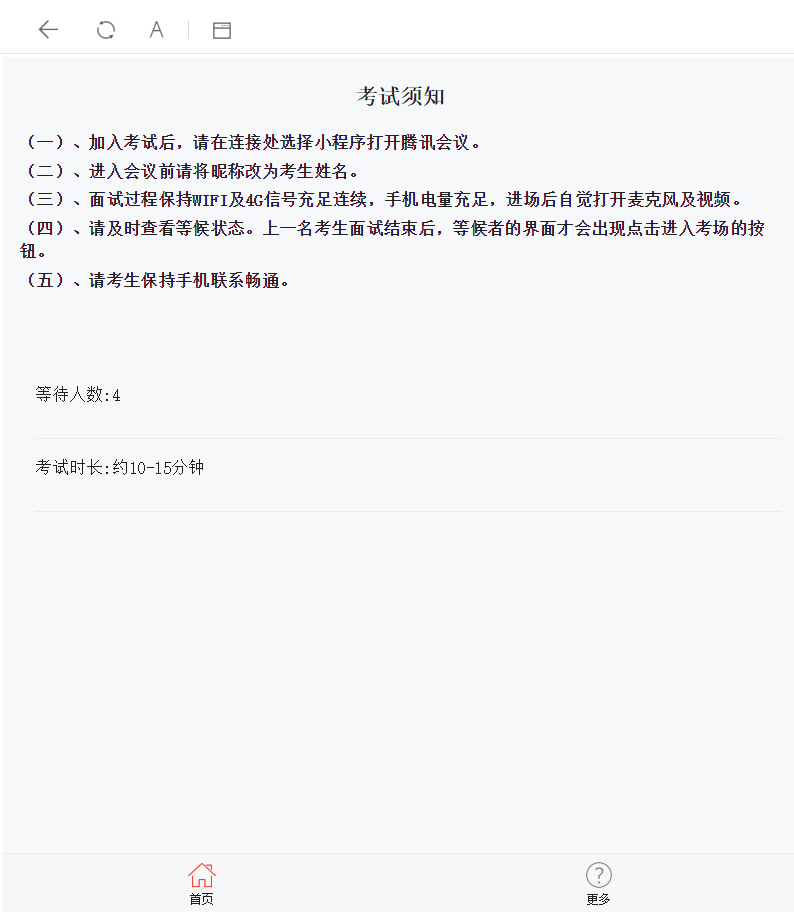 A
考试须知
（一）、加入考试后，请在连接处选择小程序打开腾讯会议。
（二）、进入会议前请将昵称改为考生姓名。
（三）、面试过程保持WIFI及4G信号充足连续，手机电量充足，进场后自觉打开麦克风及视频。
（四）、请及时查看等候状态。上一名考生面试结束后，等候者的界面才会出现点击进入考场的按
钮。
（五）、请考生保持手机联系畅通。
等待人数:4
考试时长:约10-15分钟
首页
更多